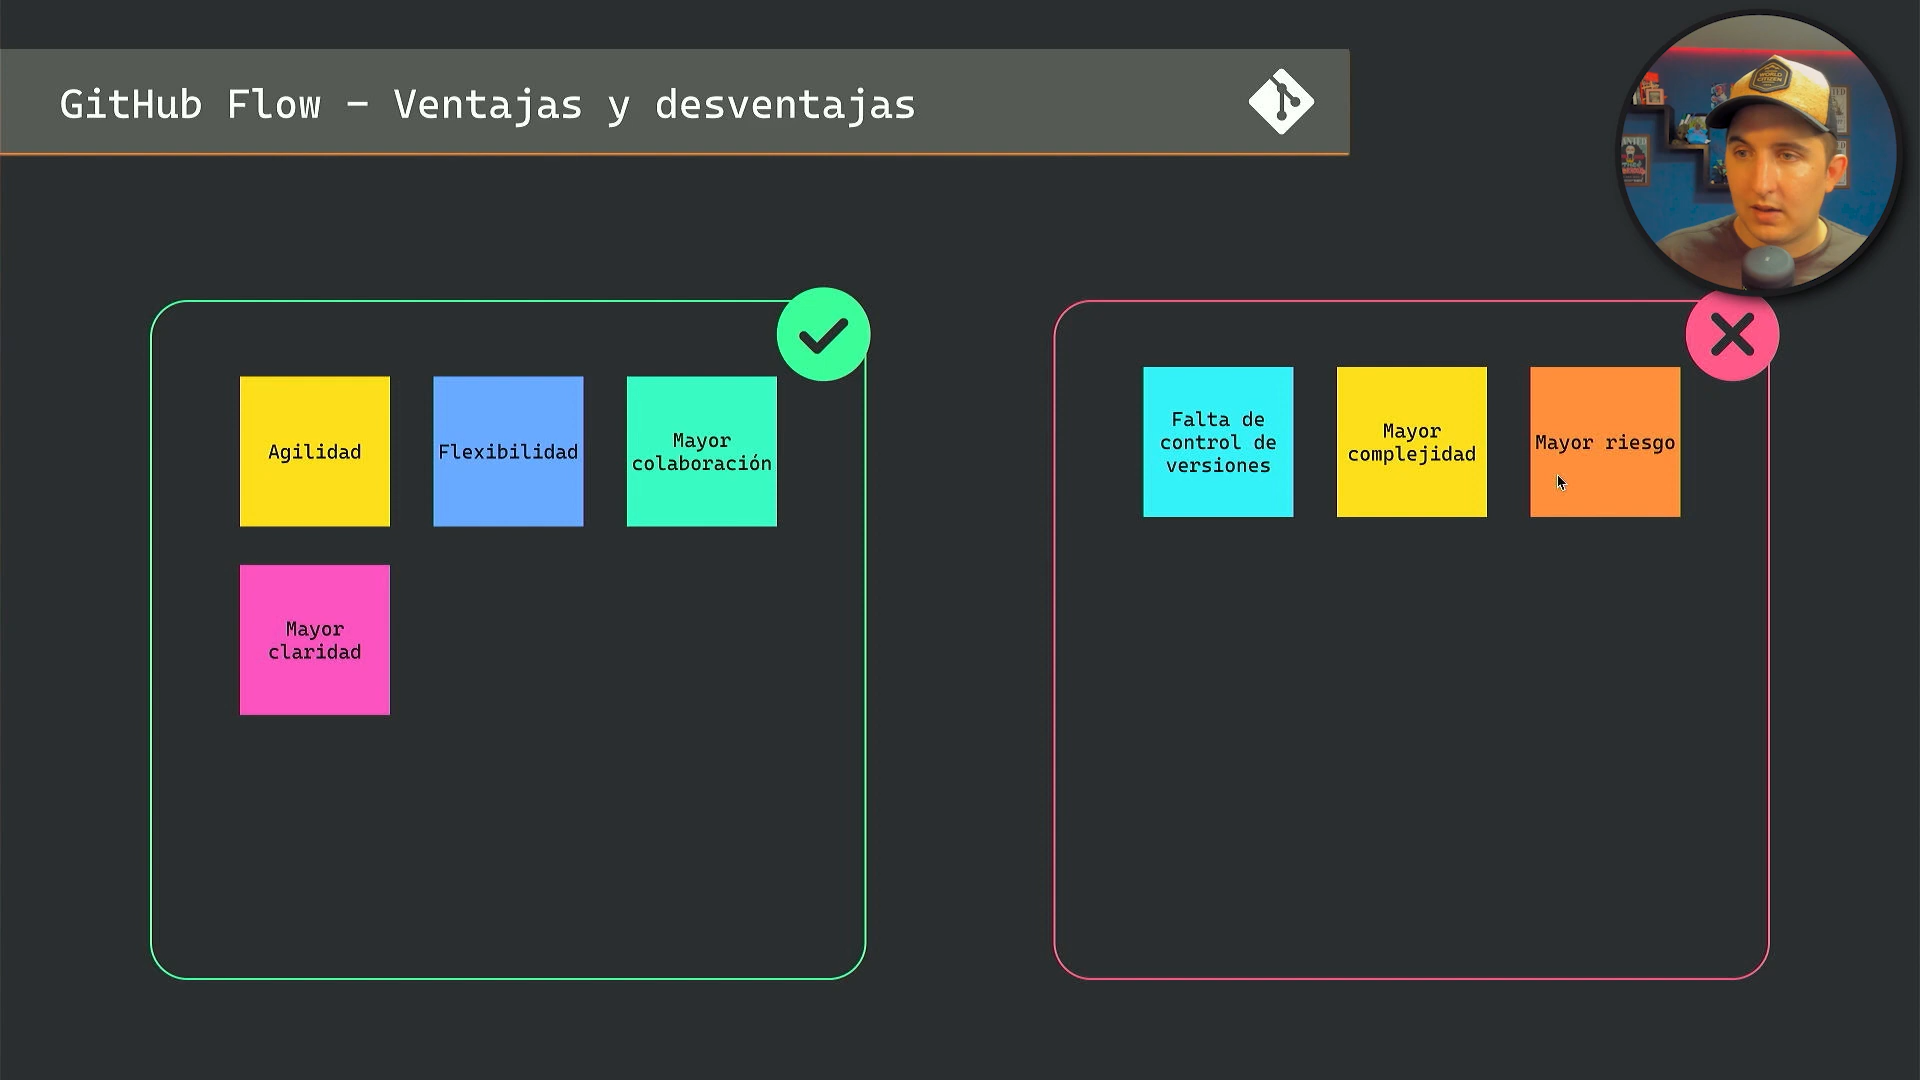 GitHub Flow – Ventajas y desventajas
Agilidad
Flexibilidad
Mayor
colaboración
Mayor
claridad
Falta de
control de
versiones
Mayor
complejidad
Mayor riesgo